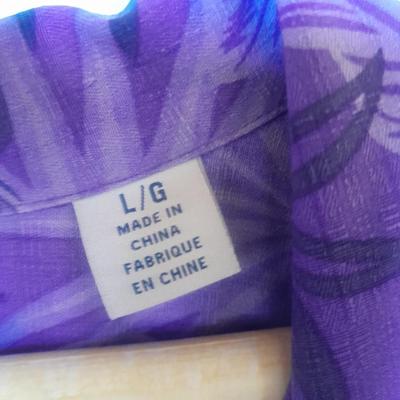 L/G
MADE IN
CHINA
FABRIQUE
EN CHINE